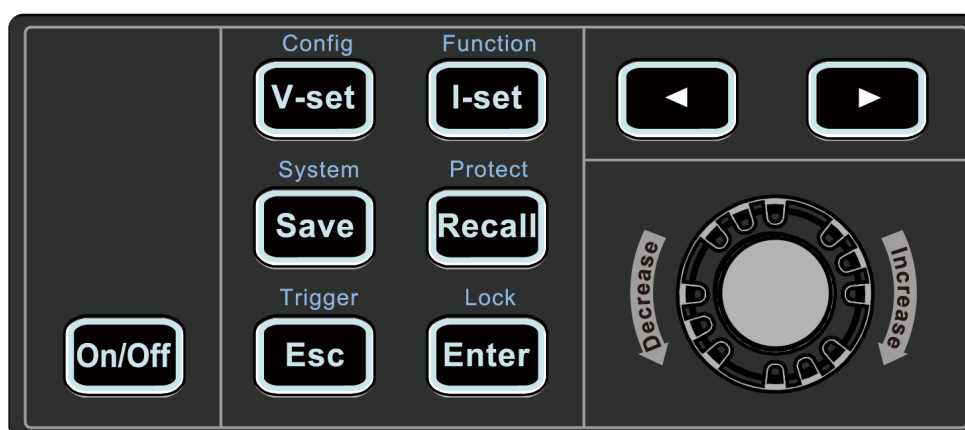 Config
Function
V-set
I-set
System
Protect
Save
Recall
Trigger
Lock
On/Off
Esc
Enter
Decrease
Increase